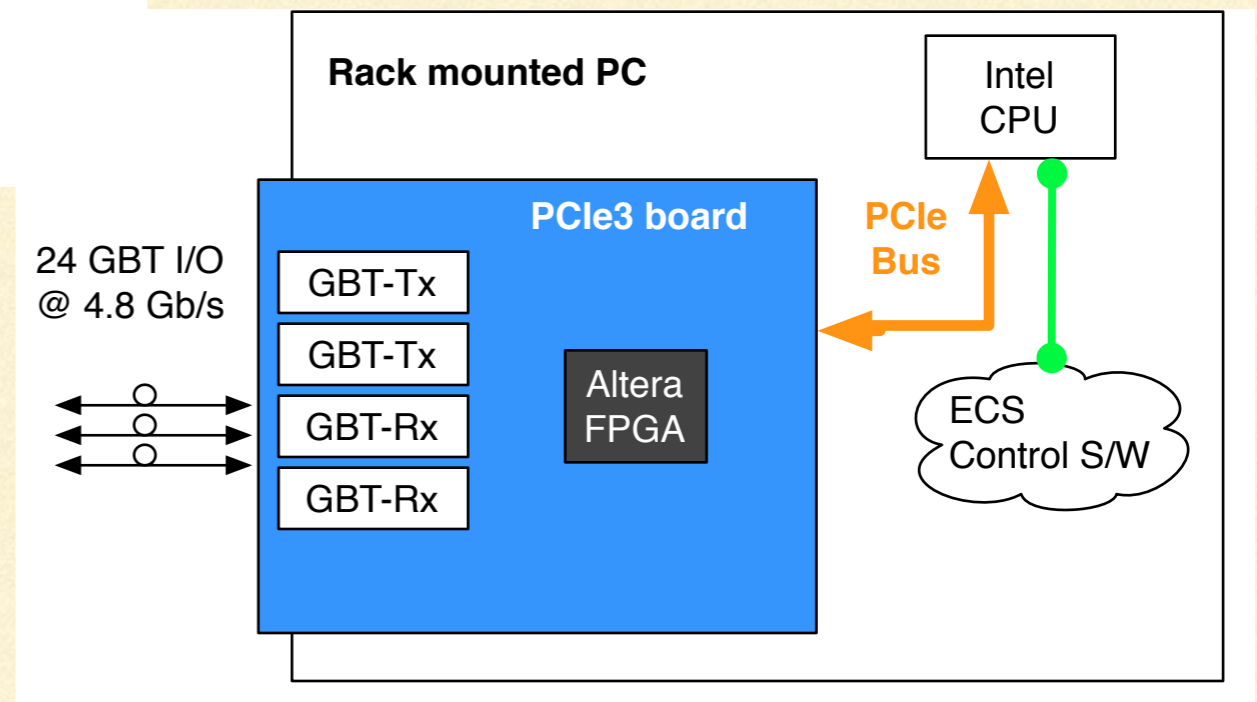 Rack mounted PC
Intel
CPU
PCIe3 board
PCIe
Bus
24 GBT I/O
@ 4.8 Gb/s
GBT-Tx
GBT-Tx
GBT-Rx
GBT-Rx
Altera
FPGA
ECS
Control S/W